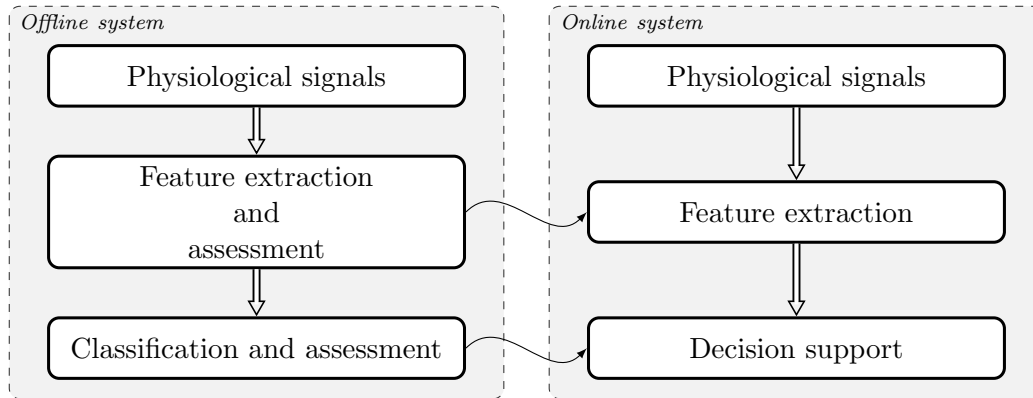 Offline system
Physiological signals
Feature extraction
and
assessment
Classification and assessment
Online system
Physiological signals
Feature extraction
Decision support